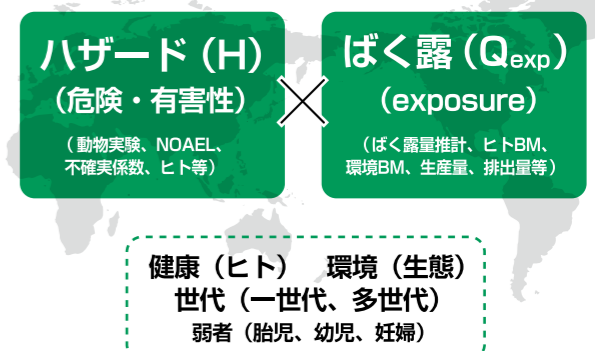 ハザード（H）
（危険・有害性）
（動物実験、NOAEL、
不確実係数、ヒト等）
×
ばく露（Qexp）
（exposure）
（ばく露量推計、ヒトBM、
環境BM、生産量、排出量等）
健康（ヒト）　環境（生態）
世代（一世代、多世代）
弱者（胎児、幼児、妊婦）